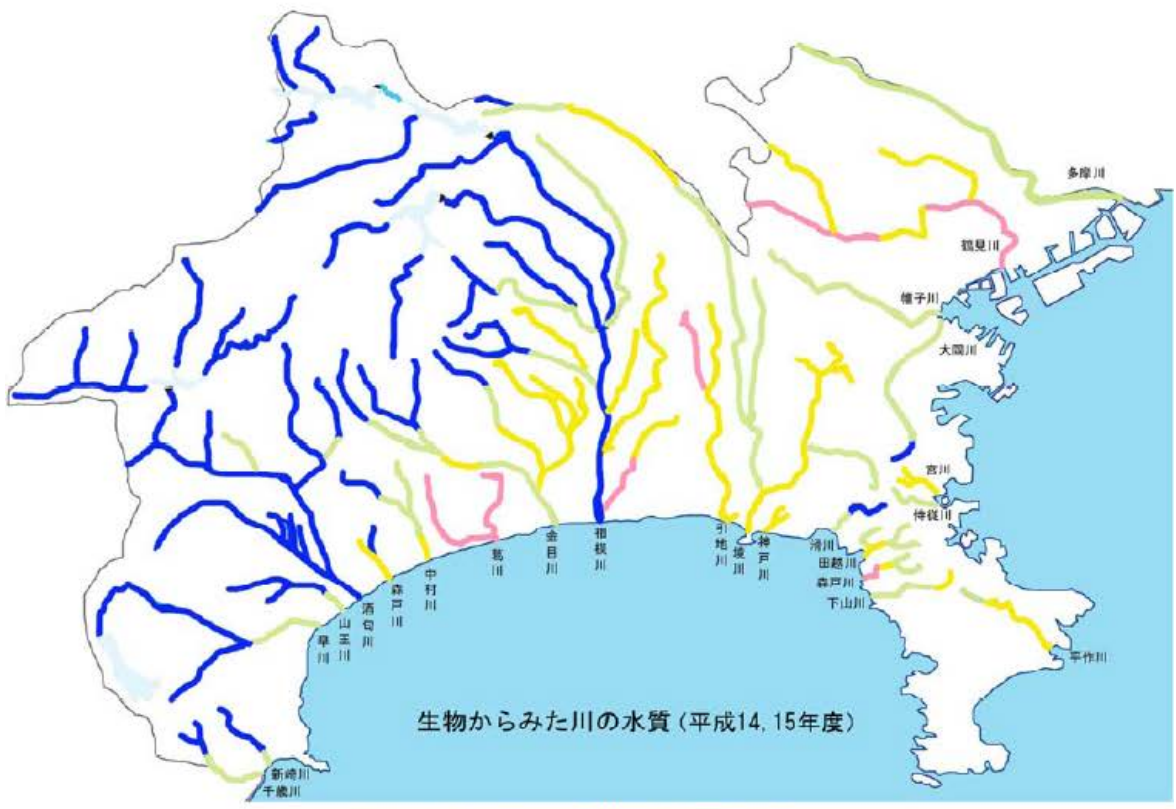 多摩川
鶴見川
帷子川
大岡川
宮川
侍従川
滑川
田越川
森戸川
下山川
平作川
神戸川
境川
引地川
相模川
金目川
葛川
中村川
森戸川
酒匂川
山王川
早川
新崎川
千歳川
生物からみた川の水質(平成14,15年度)